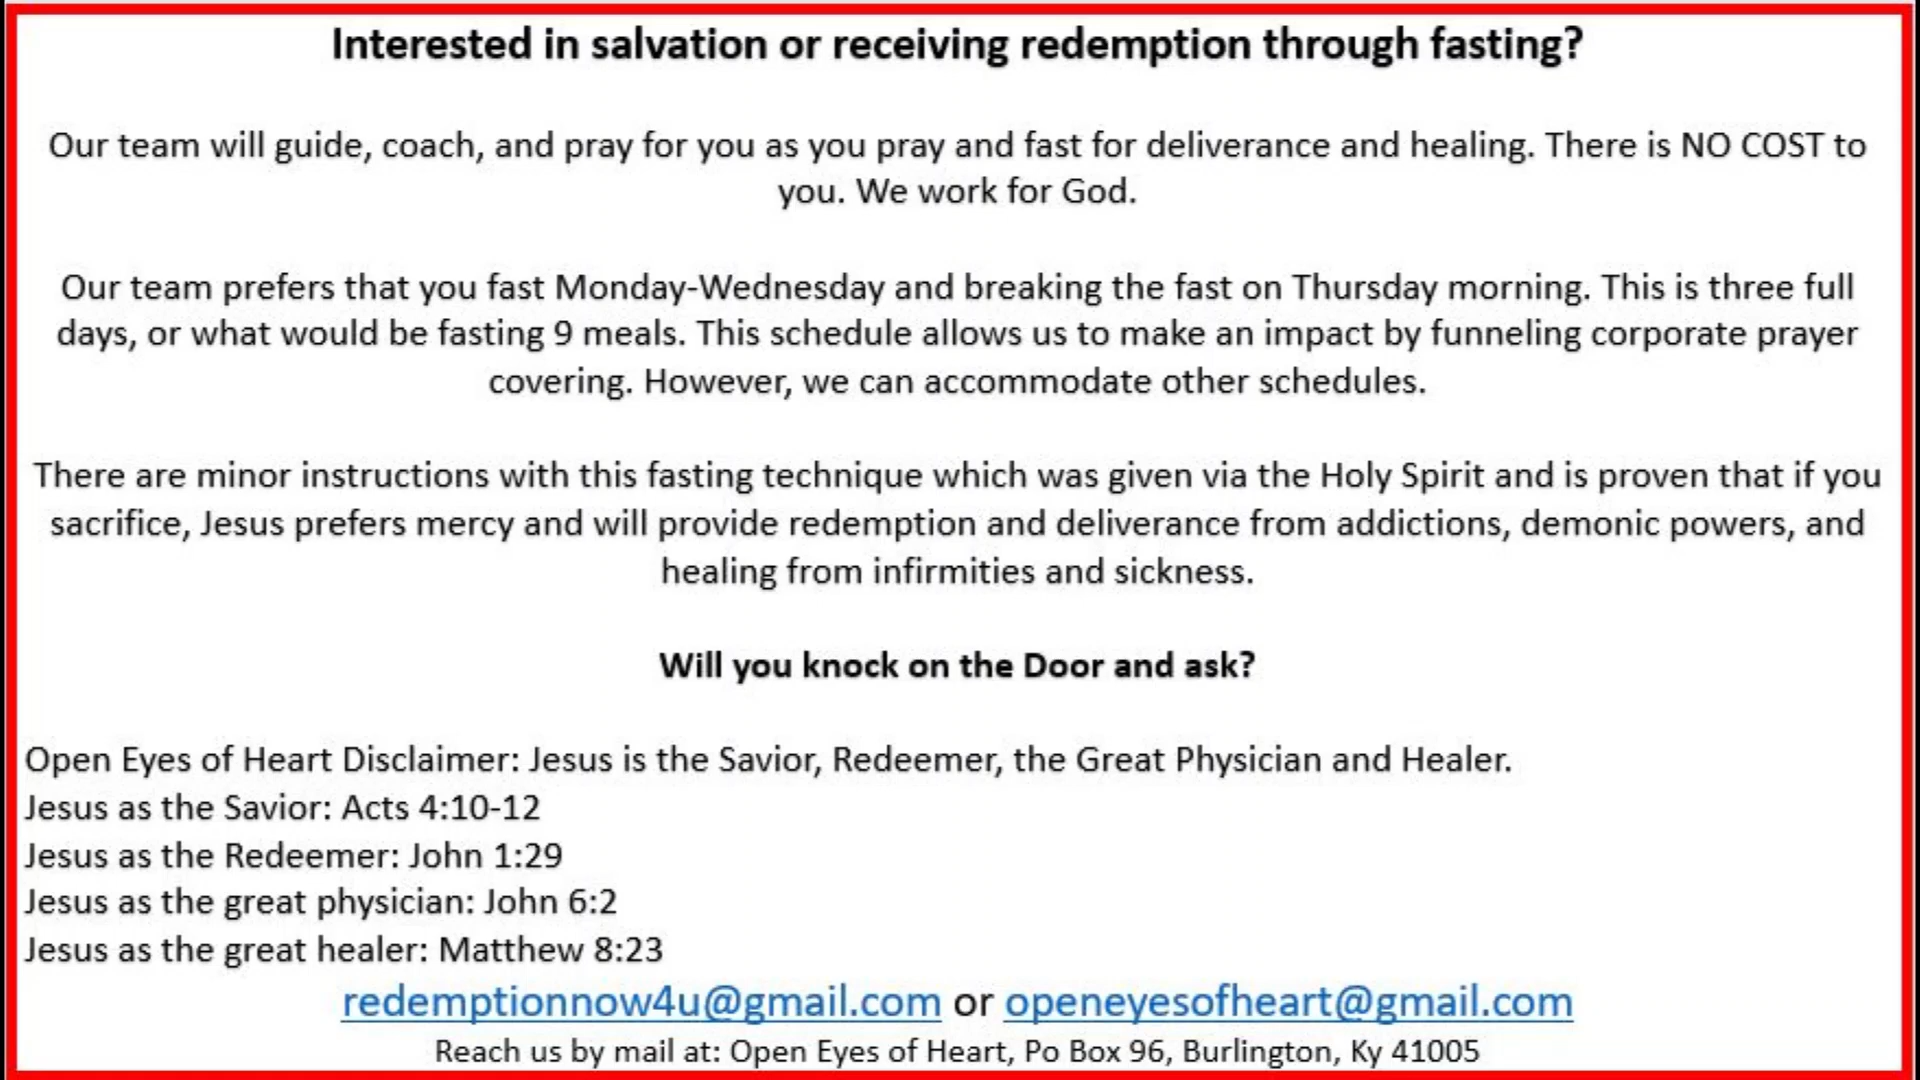 Interested in salvation or receiving redemption through fasting?
Our team will guide, coach, and pray for you as you pray and fast for deliverance and healing. There is NO COST to
you. We work for God.
Our team prefers that you fast Monday-Wednesday and breaking the fast on Thursday morning. This is three full
days, or what would be fasting 9 meals. This schedule allows us to make an impact by funneling corporate prayer
covering. However, we can accommodate other schedules.
There are minor instructions with this fasting technique which was given via the Holy Spirit and is proven that if you
sacrifice, Jesus prefers mercy and will provide redemption and deliverance from addictions, demonic powers, and
healing from infirmities and sickness.
Will you knock on the Door and ask?
Open Eyes of Heart Disclaimer: Jesus is the Savior, Redeemer, the Great Physician and Healer.
Jesus as the Savior: Acts 4:10-12
Jesus as the Redeemer: John 1:29
Jesus as the great physician: John 6:2
Jesus as the great healer: Matthew 8:23
redemptionnow4u@gmail.com or openeyesofheart@gmail.com
Reach us by mail at: Open Eyes of Heart, Po Box 96, Burlington, Ky 41005